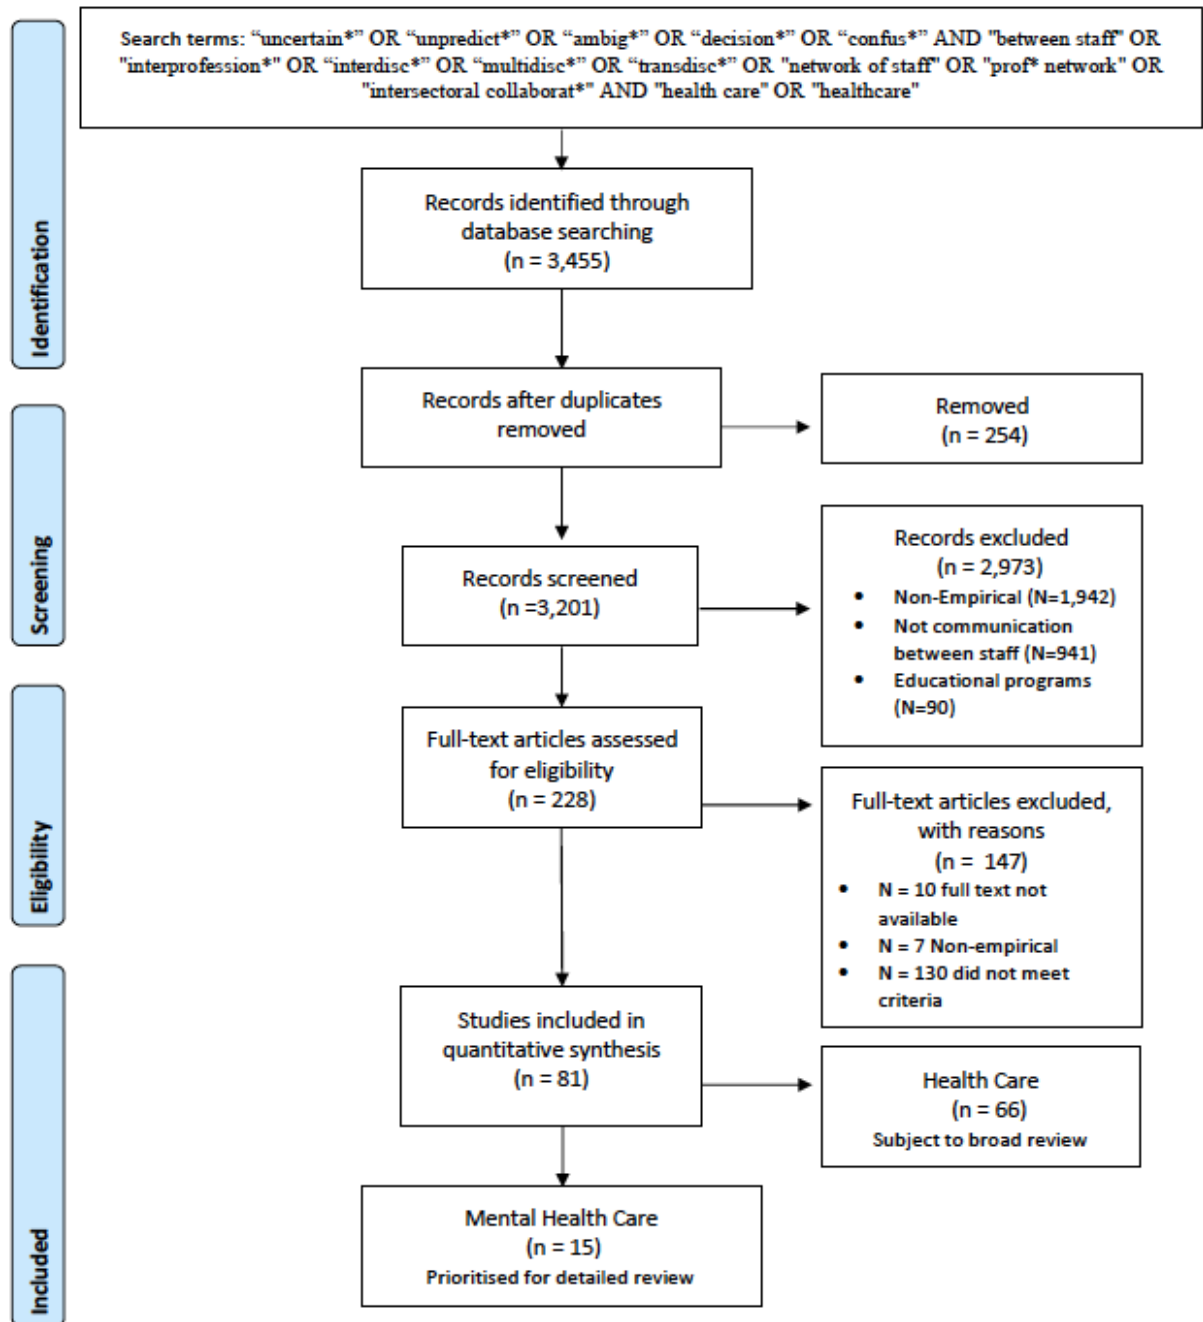 Search terms: “uncertain*” OR “unpredict*” OR “ambig*” OR “decision*” OR “confus*” AND "between staff" OR
"interprofession*" OR “interdisc*” OR “multidisc*” OR “transdisc*” OR "network of staff" OR "prof* network" OR
"intersectoral collaborat*" AND "health care" OR "healthcare"
Identification
Records identified through
database searching
(n = 3,455)
Records after duplicates
removed
Removed
(n = 254)
Screening
Records screened
(n =3,201)
Records excluded
(n = 2,973)
• Non-Empirical (N=1,942)
• Not communication
between staff (N=941)
• Educational programs
(N=90)
Eligibility
Full-text articles assessed
for eligibility
(n = 228)
Full-text articles excluded,
with reasons
(n = 147)
• N = 10 full text not
available
• N = 7 Non-empirical
• N = 130 did not meet
criteria
Included
Studies included in
quantitative synthesis
(n = 81)
Health Care
(n = 66)
Subject to broad review
Mental Health Care
(n = 15)
Prioritised for detailed review